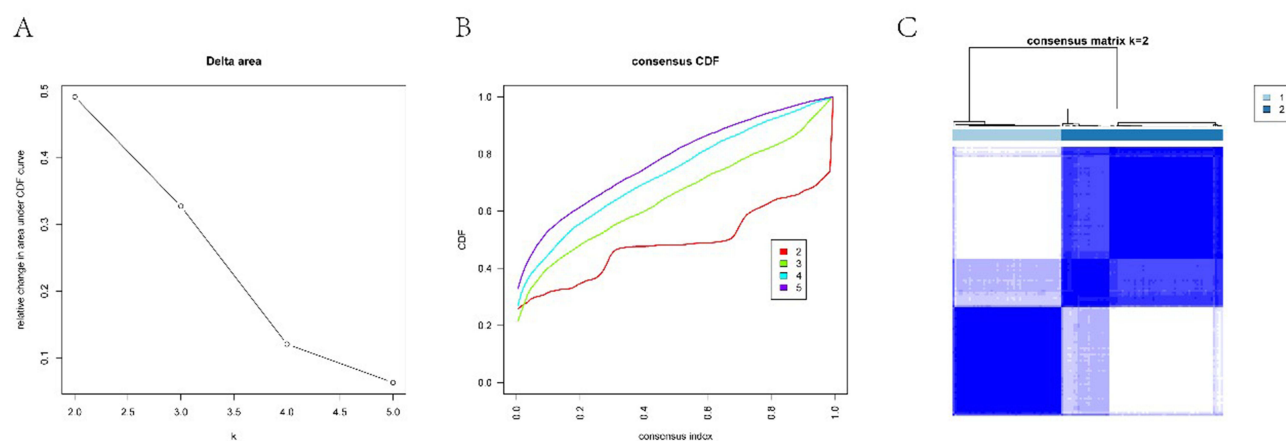 A
Delta area
relative change in area under CDF curve
0.5
0.4
0.3
0.2
0.1
2.0 2.5 3.0 3.5 4.0 4.5 5.0
k
B
consensus CDF
CDF
1.0
0.8
0.6
0.4
0.2
0.0
2
3
4
5
0.0 0.2 0.4 0.6 0.8 1.0
consensus index
C
consensus matrix k=2
1
2